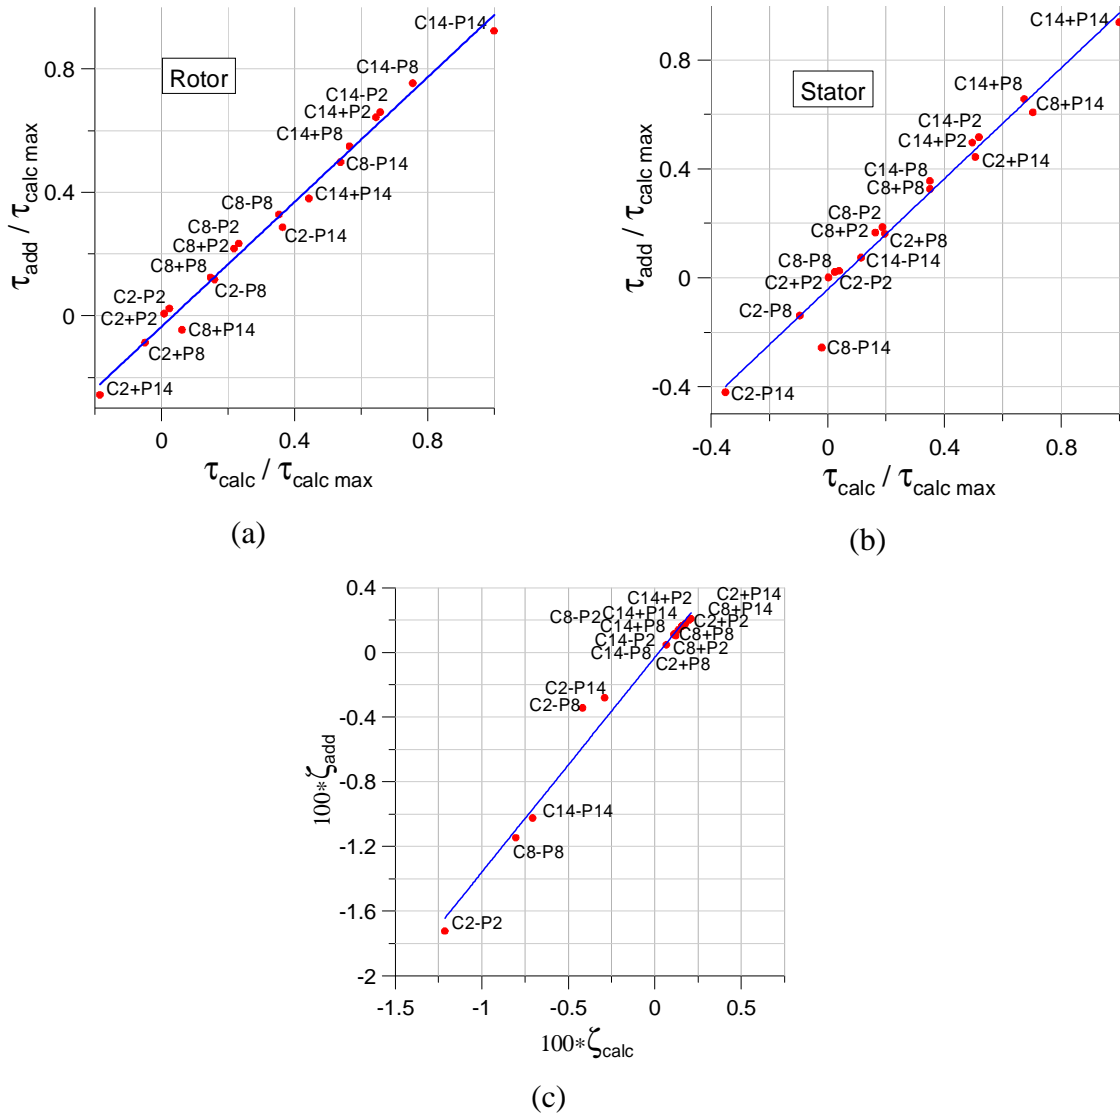 C14-P14
Rotor
C14-P8
C14-P2
C14+P2
C14+P8
C8-P14
C14+P14
C8-P8
C2-P14
C8-P2
C8+P2
C8+P8
C2-P8
C2-P2
C2+P2
C8+P14
C2+P8
C2+P14
0.8
0.4
0
τadd / τcalc max
0 0.4 0.8
τcalc / τcalc max
(a)
C14+P14
Stator
C14+P8
C8+P14
C14-P2
C14+P2
C2+P14
C14-P8
C8+P8
C8-P2
C8+P2
C2+P8
C8-P8
C14-P14
C2+P2
C2-P2
C2-P8
C8-P14
C2-P14
0.8
0.4
0
-0.4
τadd / τcalc max
-0.4 0 0.4 0.8
τcalc / τcalc max
(b)
C14+P2 C2+P14
C8-P2 C14+P14 C8+P14
C14+P8 C2+P2
C14-P2 C8+P8
C14-P8 C8+P2
C2+P8
C2-P14
C2-P8
C14-P14
C8-P8
C2-P2
0.4
0
-0.4
-0.8
-1.2
-1.6
-2
100*ζadd
-1.5 -1 -0.5 0 0.5
100*ζcalc
(c)